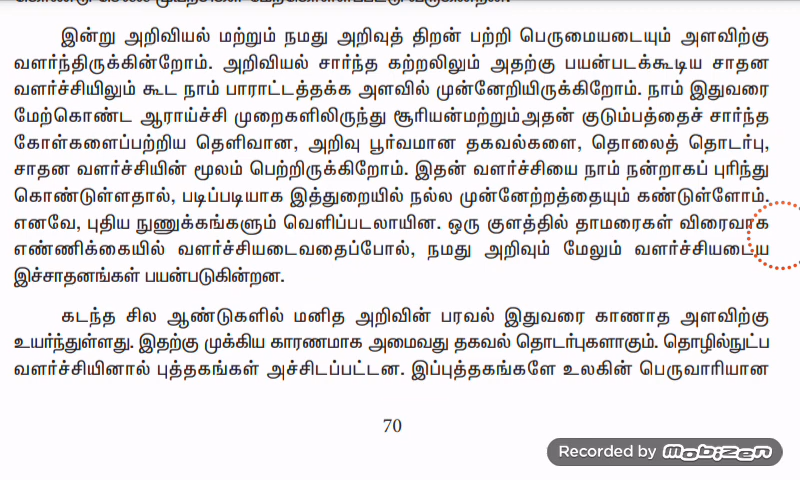 இன்று அறிவியல் மற்றும் நமது அறிவுத் திறன் பற்றி பெருமையடையும் அளவிற்கு
வளர்ந்திருக்கின்றோம். அறிவியல் சார்ந்த கற்றலிலும் அதற்கு பயன்படக்கூடிய சாதன
வளர்ச்சியிலும் கூட நாம் பாராட்டத்தக்க அளவில் முன்னேறியிருக்கிறோம். நாம் இதுவரை
மேற்கொண்ட ஆராய்ச்சி முறைகளிலிருந்து சூரியன்மற்றும்அதன் குடும்பத்தைச் சார்ந்த
கோள்களைப்பற்றிய தெளிவான, அறிவு பூர்வமான தகவல்களை, தொலைத் தொடர்பு,
சாதன வளர்ச்சியின் மூலம் பெற்றிருக்கிறோம். இதன் வளர்ச்சியை நாம் நன்றாகப் புரிந்து
கொண்டுள்ளதால், படிப்படியாக இத்துறையில் நல்ல முன்னேற்றத்தையும் கண்டுள்ளோம்.
எனவே, புதிய நுணுக்கங்களும் வெளிப்படலாயின. ஒரு குளத்தில் தாமரைகள் விரைவாக
எண்ணிக்கையில் வளர்ச்சியடைவதைப்போல், நமது அறிவும் மேலும் வளர்ச்சியடைய
இச்சாதனங்கள் பயன்படுகின்றன.
கடந்த சில ஆண்டுகளில் மனித அறிவின் பரவல் இதுவரை காணாத அளவிற்கு
உயர்ந்துள்ளது. இதற்கு முக்கிய காரணமாக அமைவது தகவல் தொடர்புகளாகும். தொழில்நுட்ப
வளர்ச்சியினால் புத்தகங்கள் அச்சிடப்பட்டன. இப்புத்தகங்களே உலகின் பெருவாரியான
70
Recorded by mobizen